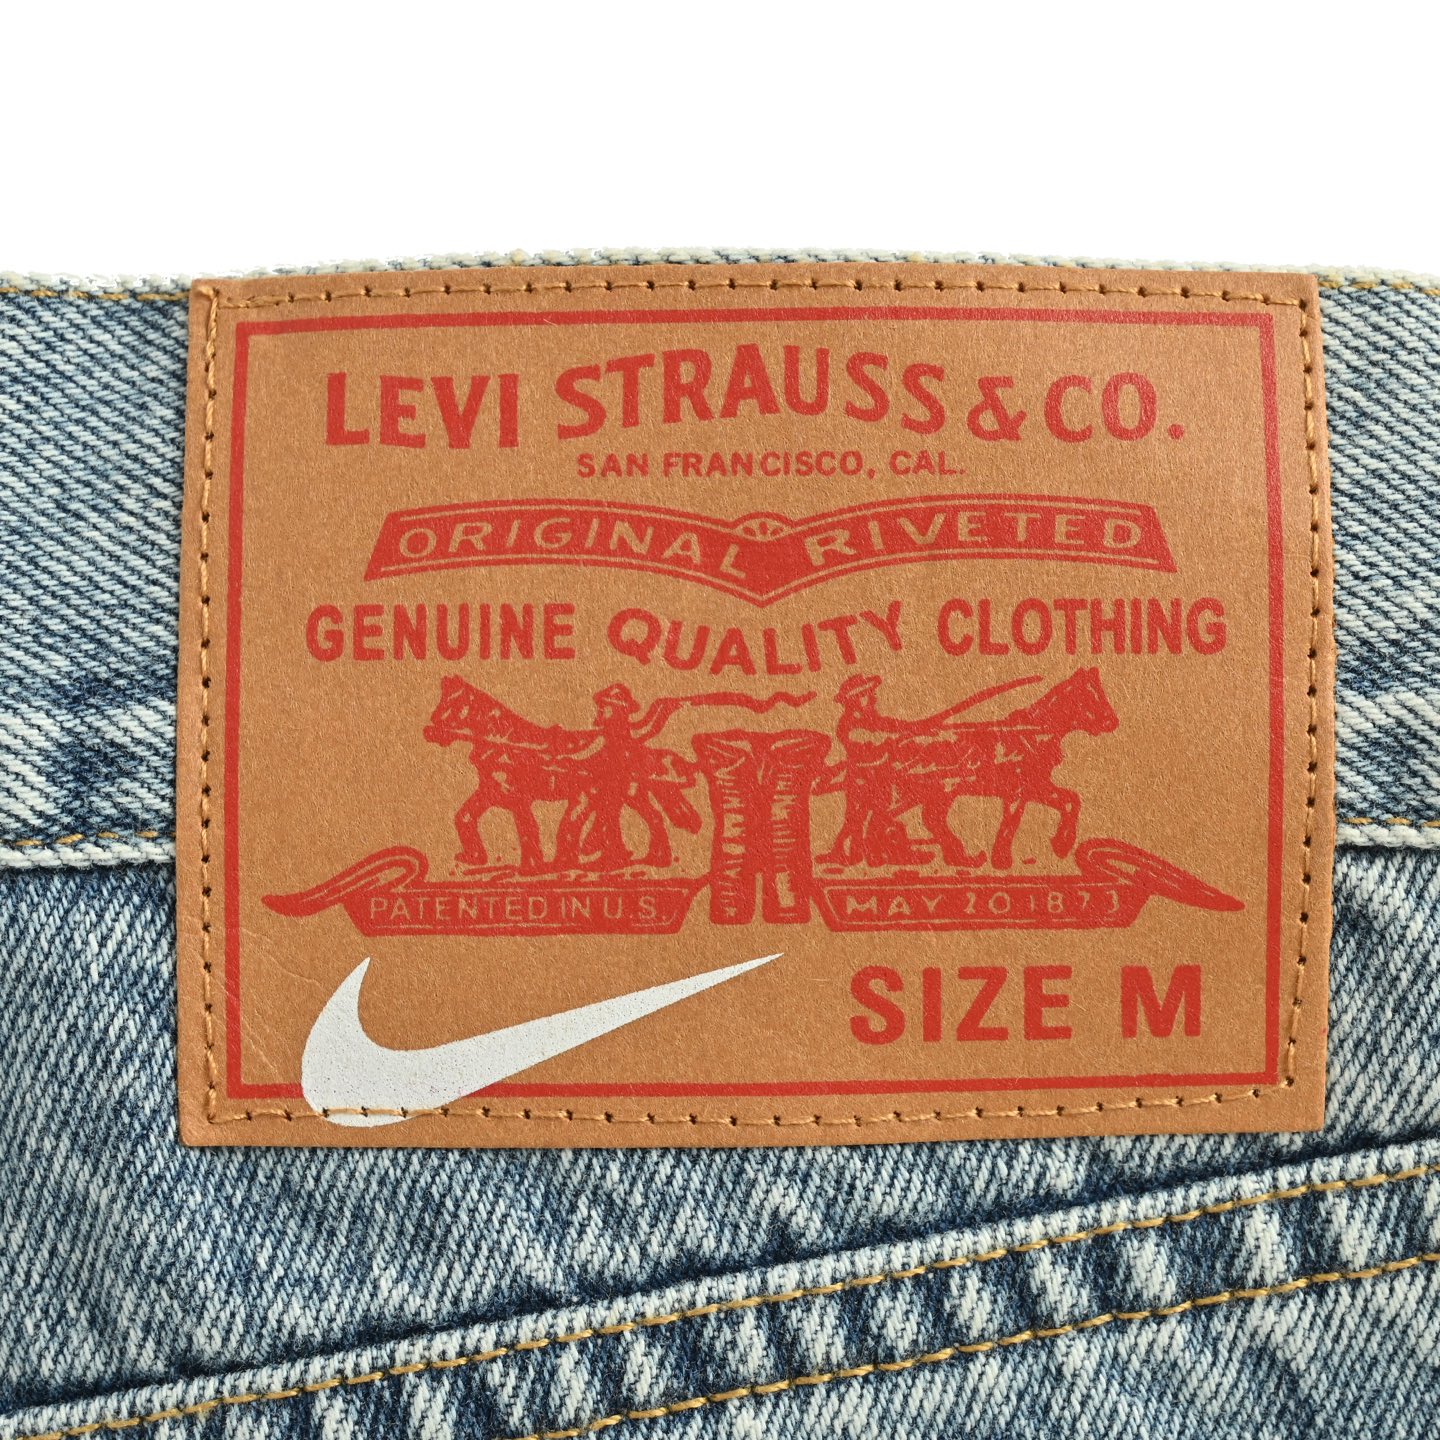 LEVI STRAUSS & CO.
SAN FRANCISCO, CAL.
ORIGINAL RIVETED
GENUINE QUALITY CLOTHING
PATENTED IN U.S.
MAY 20 1873
SIZE M